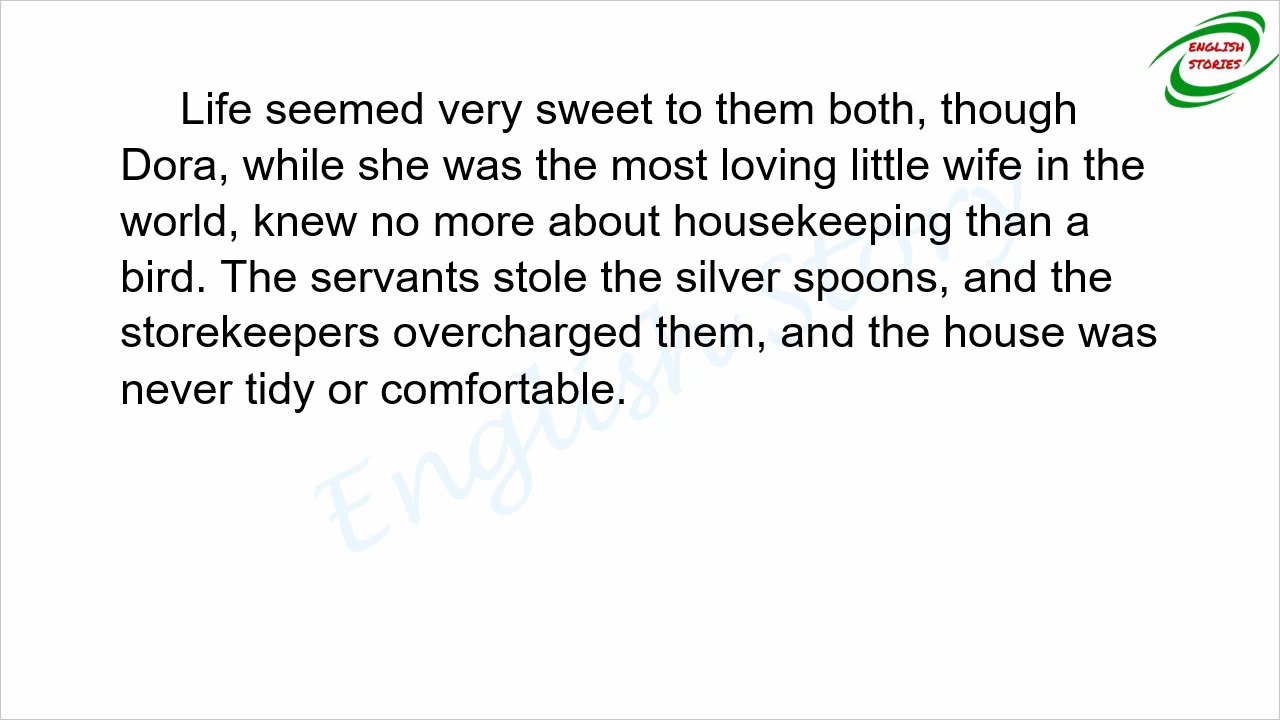 ENGLISH
STORIES
Life seemed very sweet to them both, though
Dora, while she was the most loving little wife in the
world, knew no more about housekeeping than a
bird. The servants stole the silver spoons, and the
storekeepers overcharged them, and the house was
never tidy or comfortable.
English Story